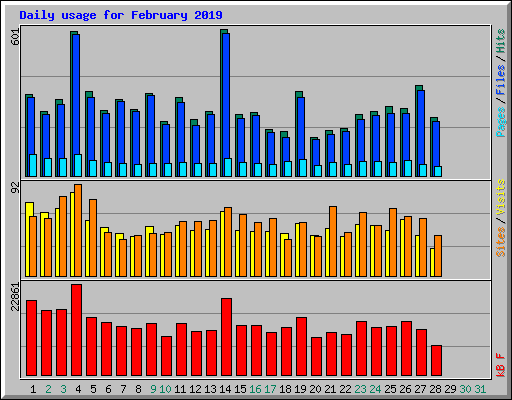 Daily usage for February 2019
601
Pages / Files / Hits
92
Sites / Visits
22861
kB F
1 2 3 4 5 6 7 8 9 10 11 12 13 14 15 16 17 18 19 20 21 22 23 24 25 26 27 28 29 30 31